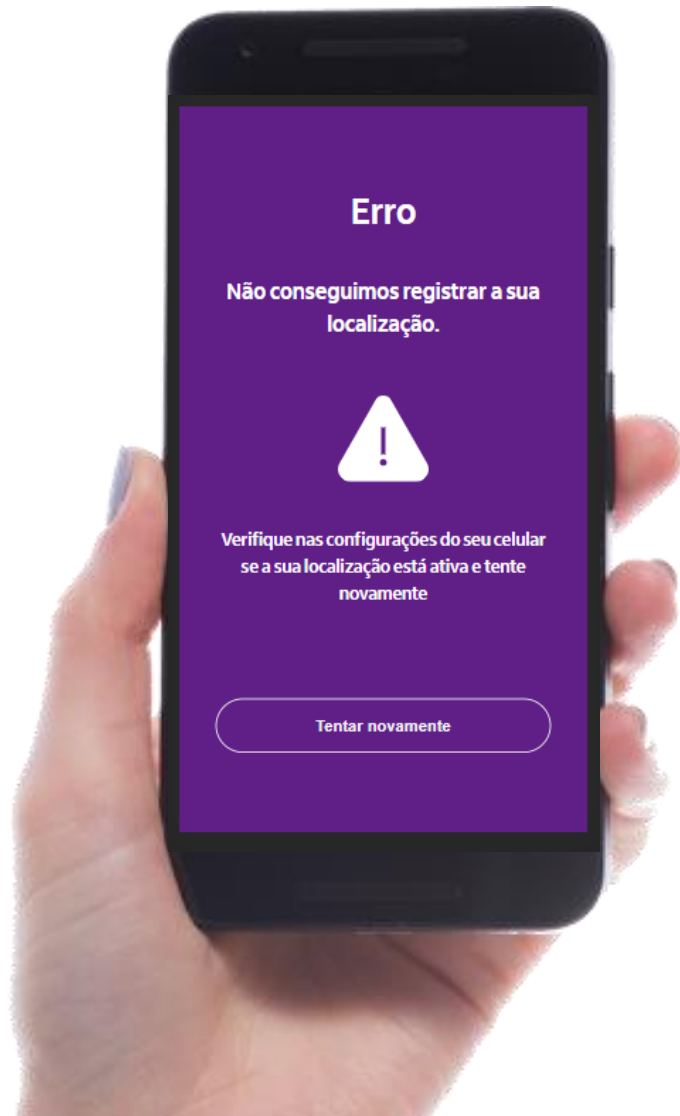 Erro
Não conseguimos registrar a sua
localização.
!
Verifique nas configurações do seu celular
se a sua localização está ativa e tente
novamente
Tentar novamente